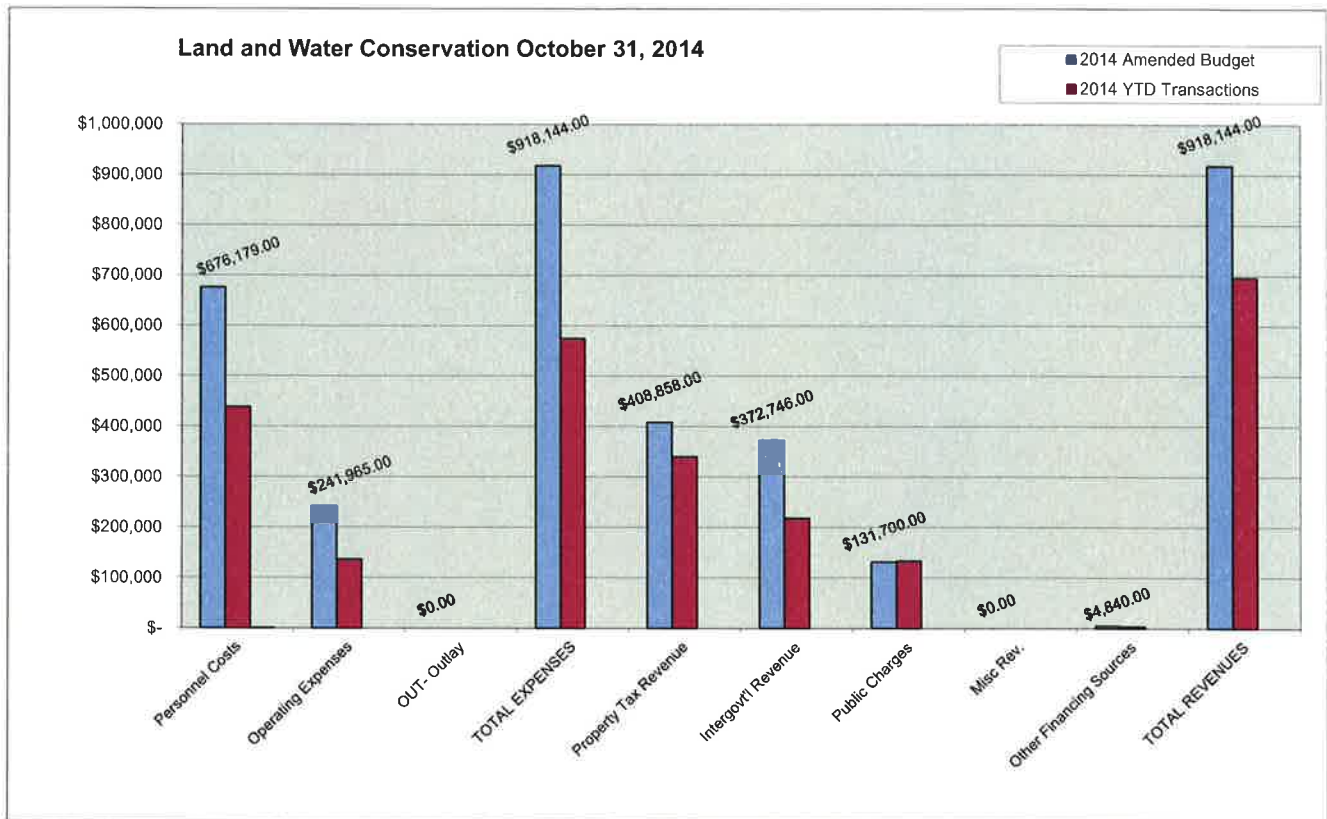 Land and Water Conservation October 31, 2014
2014 Amended Budget
2014 YTD Transactions
$1,000,000
$900,000
$800,000
$700,000
$600,000
$500,000
$400,000
$300,000
$200,000
$100,000
$-
$676,179.00
$241,965.00
$0.00
$918,144.00
$408,858.00
$372,746.00
$131,700.00
$0.00
$4,840.00
$918,144.00
Personnel Costs
Operating Expenses
OUT- Outlay
TOTAL EXPENSES
Property Tax Revenue
Intergovt'l Revenue
Public Charges
Misc Rev.
Other Financing Sources
TOTAL REVENUES